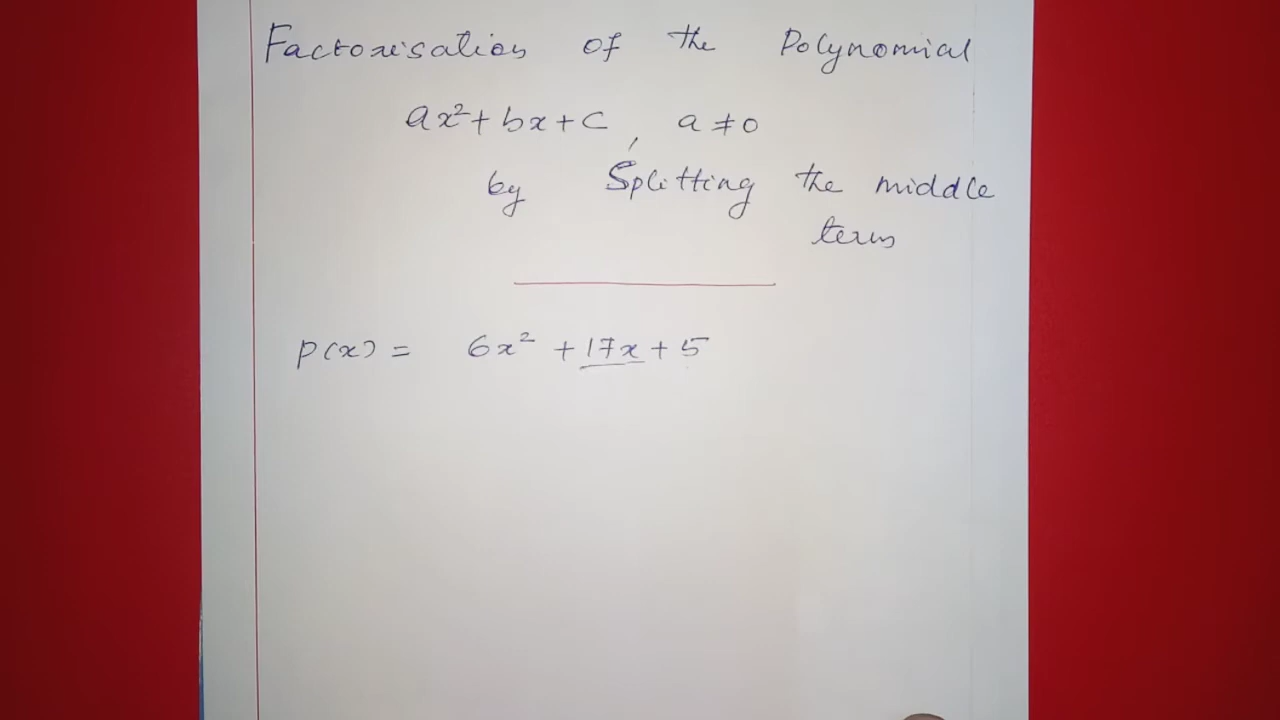 Factorisation of the Polynomial
ax²+ bx+c, a ≠ 0
by Splitting the middle
term
p(x) = 6x² + 17x + 5